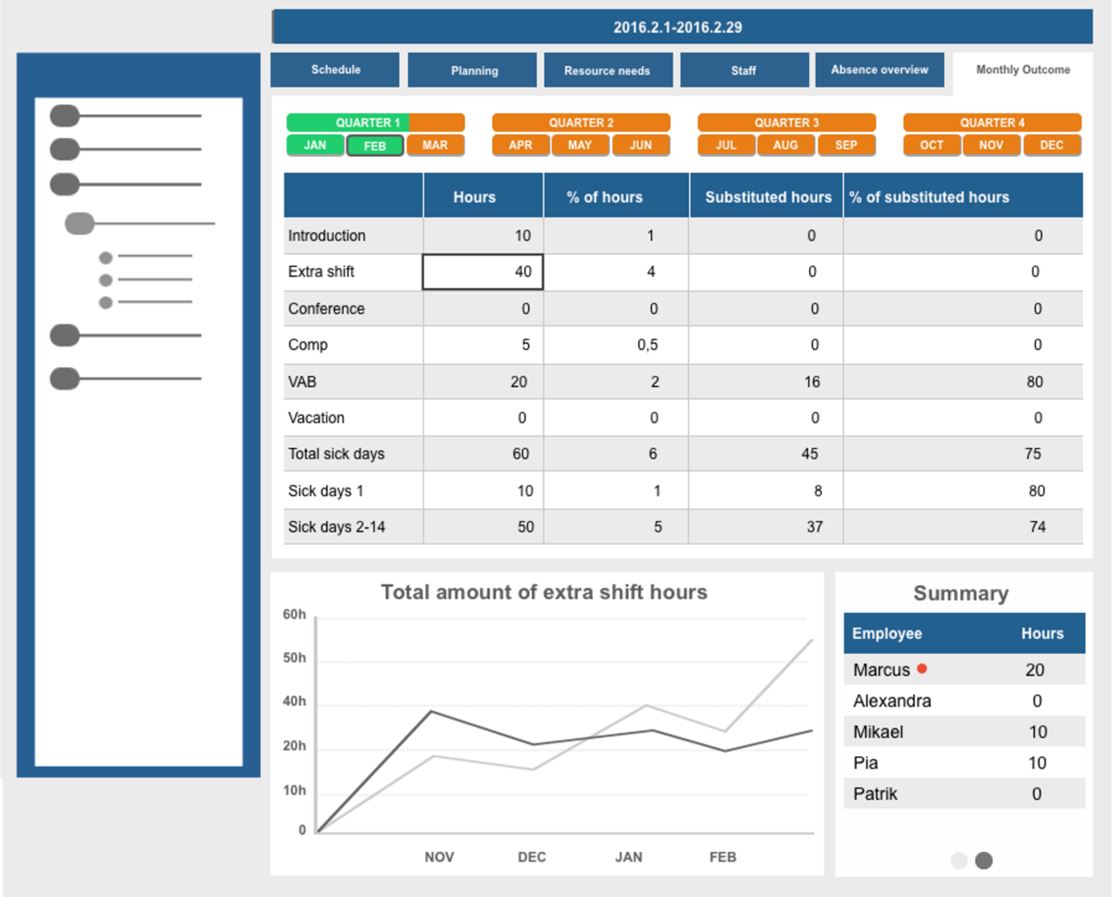 2016.2.1-2016.2.29
Schedule Planning Resource needs Staff Absence overview Monthly Outcome
QUARTER 1 QUARTER 2 QUARTER 3 QUARTER 4
JAN FEB MAR APR MAY JUN JUL AUG SEP OCT NOV DEC
Hours % of hours Substituted hours % of substituted hours
Introduction 10 1 0 0
Extra shift 40 4 0 0
Conference 0 0 0 0
Comp 5 0,5 0 0
VAB 20 2 16 80
Vacation 0 0 0 0
Total sick days 60 6 45 75
Sick days 1 10 1 8 80
Sick days 2-14 50 5 37 74
Total amount of extra shift hours
60h
50h
40h
20h
10h
0
NOV DEC JAN FEB
Summary
Employee Hours
Marcus 20
Alexandra 0
Mikael 10
Pia 10
Patrik 0